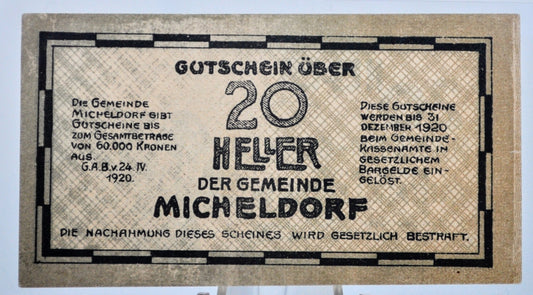 GUTSCHEIN ÜBER
20
HELLER
DER GEMEINDE
MICHELDORF
DIE GEMEINDE
MICHELDORF GIBT
GUTSCHEINE BIS
ZUM GESAMTBETRAGE
VON 60.000 KRONEN
AUS.
G.A.B.v. 24. IV.
1920.
DIESE GUTSCHEINE
WERDEN BIS 31
DEZEMBER 1920
BEIM GEMEINDE-
KASSENAMTE IN
GESETZLICHEM
BARGELDE EIN-
GELÖST.
DIE NACHAHMUNG DIESES SCHEINES WIRD GESETZLICH BESTRAFT.